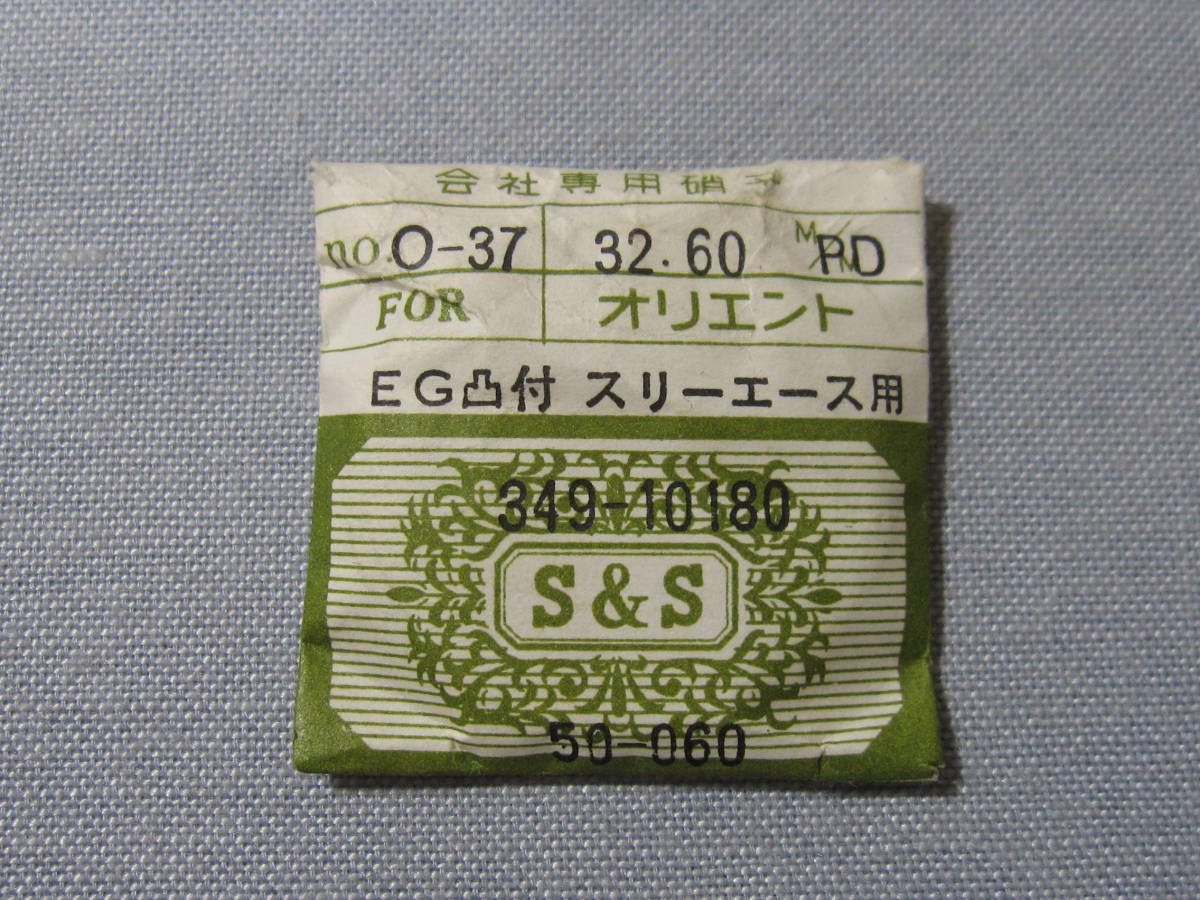 会社専用硝子
no. O-37 32.60 M/M RD
FOR オリエント
EG凸付 スリーエース用
349-10180
S & S
50-060